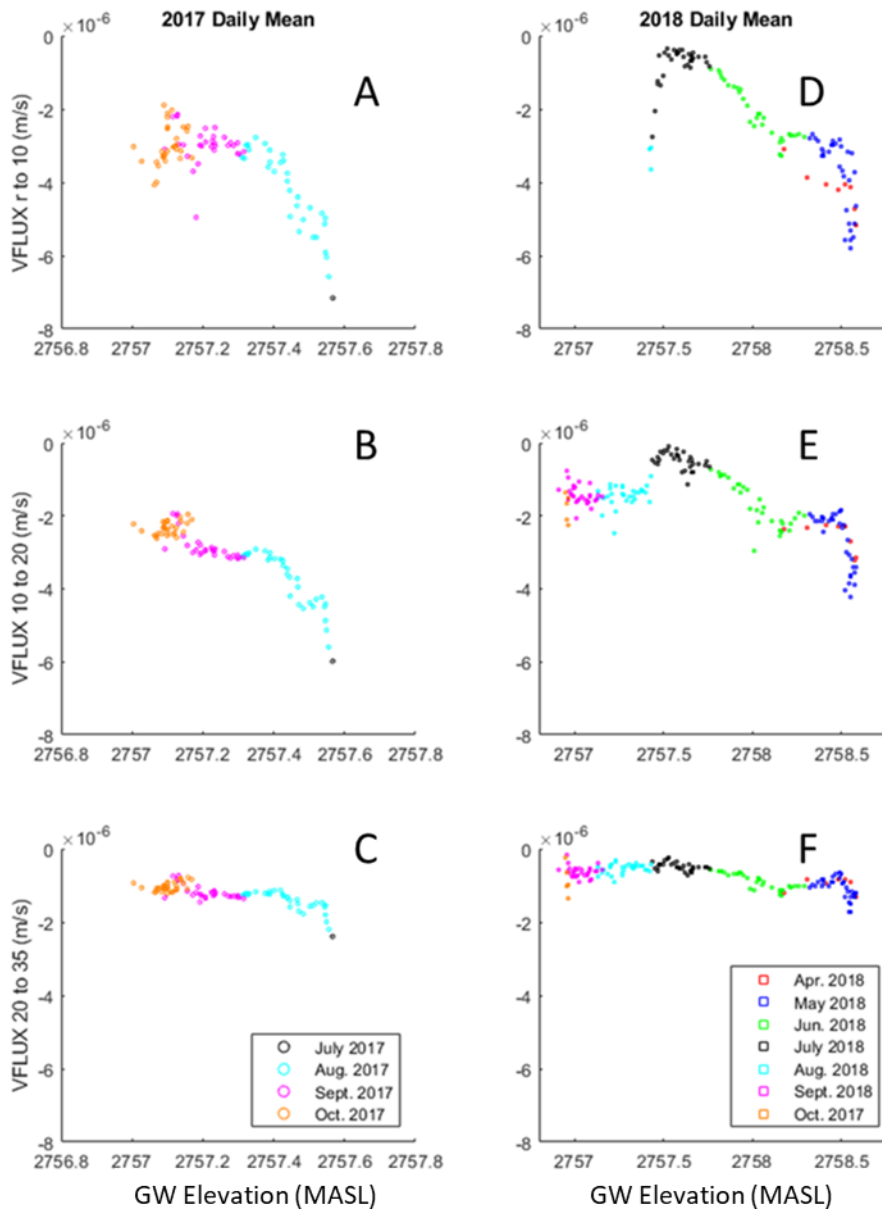 2017 Daily Mean
× 10⁻⁶
A
0
-2
-4
-6
-8
VFLUX r to 10 (m/s)
2756.8 2757 2757.2 2757.4 2757.6 2757.8
2018 Daily Mean
× 10⁻⁶
D
0
-2
-4
-6
-8
2757 2757.5 2758 2758.5
× 10⁻⁶
B
0
-2
-4
-6
-8
VFLUX 10 to 20 (m/s)
2756.8 2757 2757.2 2757.4 2757.6 2757.8
× 10⁻⁶
E
0
-2
-4
-6
-8
2757 2757.5 2758 2758.5
× 10⁻⁶
C
0
-2
-4
-6
-8
VFLUX 20 to 35 (m/s)
July 2017
Aug. 2017
Sept. 2017
Oct. 2017
2756.8 2757 2757.2 2757.4 2757.6 2757.8
GW Elevation (MASL)
× 10⁻⁶
F
0
-2
-4
-6
-8
Apr. 2018
May 2018
Jun. 2018
July 2018
Aug. 2018
Sept. 2018
Oct. 2017
2757 2757.5 2758 2758.5
GW Elevation (MASL)